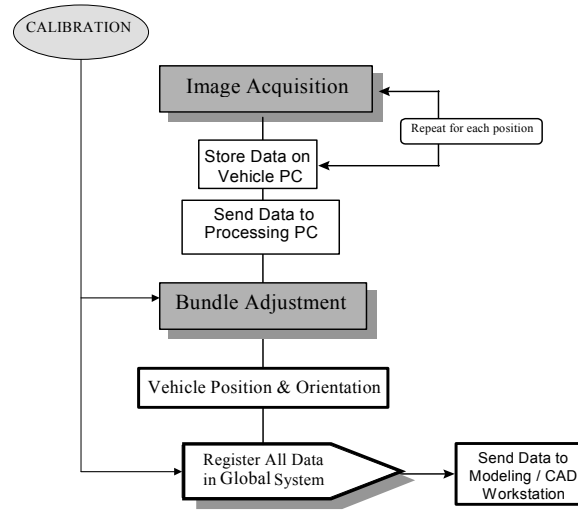 CALIBRATION
Image Acquisition
Repeat for each position
Store Data on
Vehicle PC
Send Data to
Processing PC
Bundle Adjustment
Vehicle Position & Orientation
Register All Data
in Global System
Send Data to
Modeling / CAD
Workstation